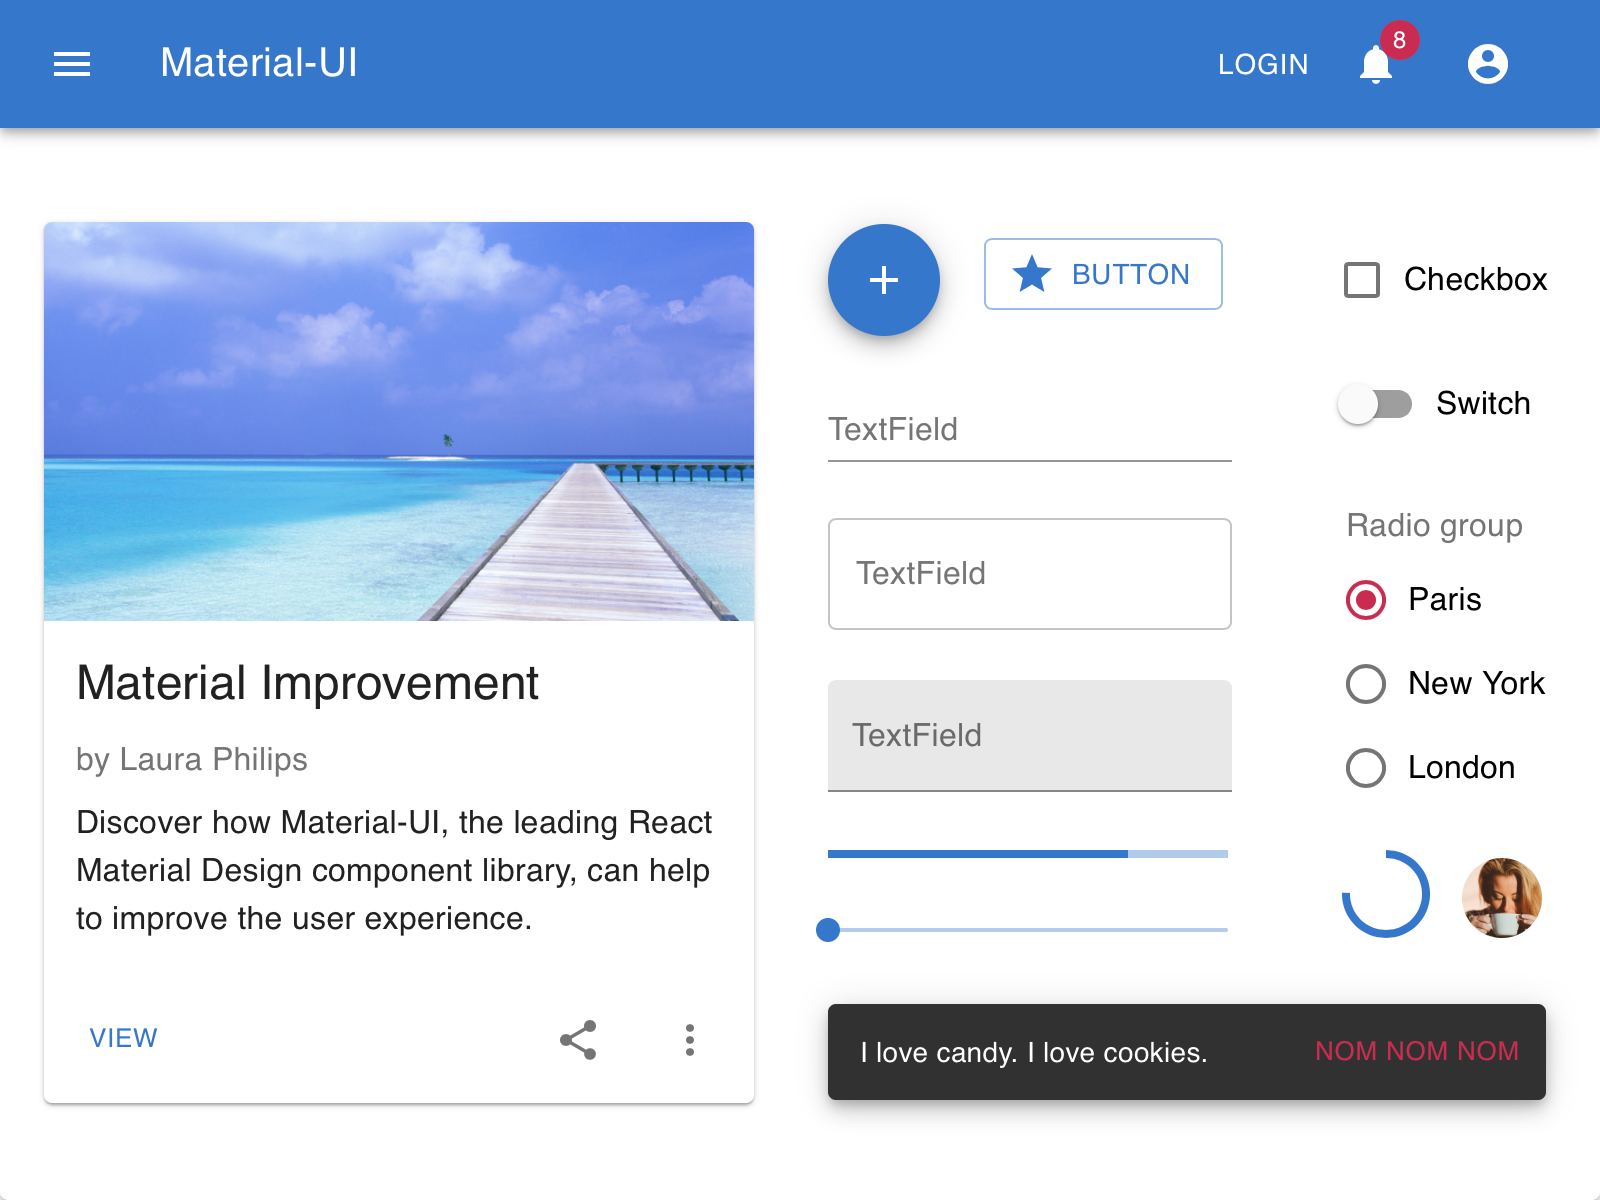 Material-UI
LOGIN
8
Material Improvement
by Laura Philips
Discover how Material-UI, the leading React
Material Design component library, can help
to improve the user experience.
VIEW
BUTTON
TextField
TextField
TextField
Checkbox
Switch
Radio group
Paris
New York
London
I love candy. I love cookies.
NOM NOM NOM